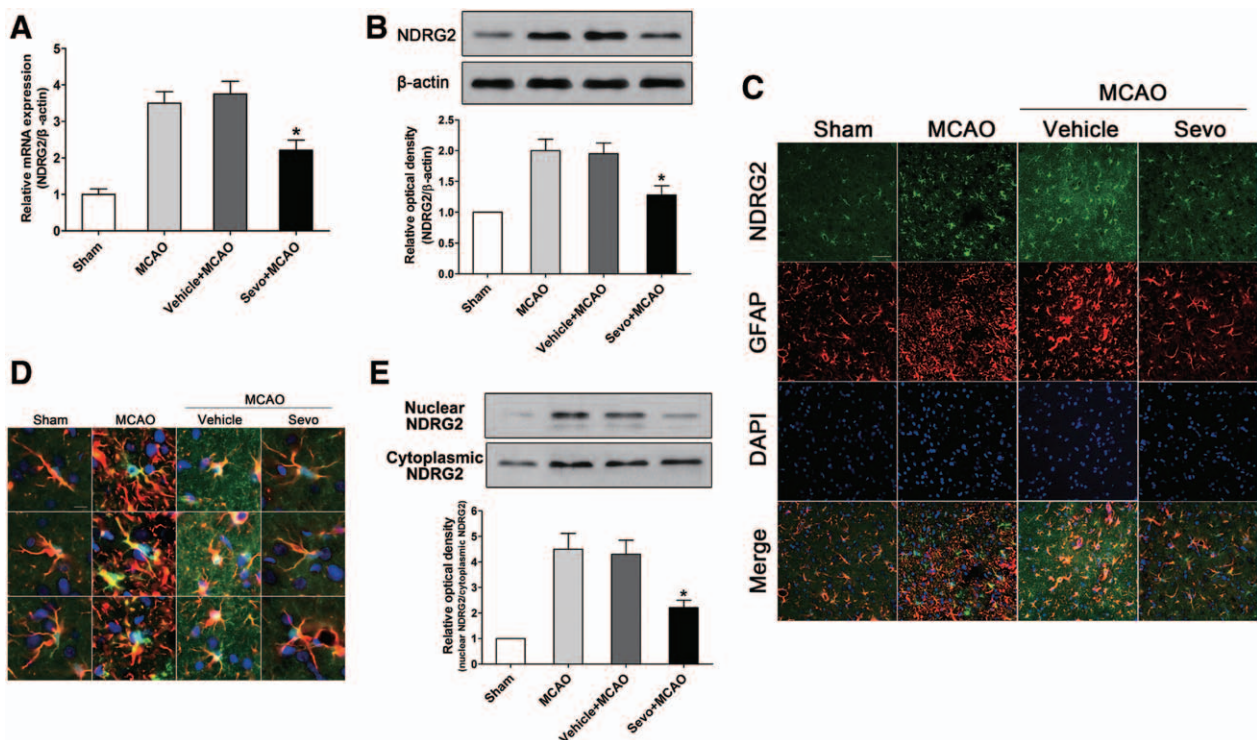 A
Relative mRNA expression
(NDRG2/β -actin)
5
4
3
2
1
0
Sham
MCAO
Vehicle+MCAO
Sevo+MCAO
*
B
NDRG2
β-actin
Relative optical density
(NDRG2/β-actin)
2.5
2.0
1.5
1.0
0.5
0.0
Sham
MCAO
Vehicle+MCAO
Sevo+MCAO
*
C
MCAO
Sham
MCAO
Vehicle
Sevo
NDRG2
GFAP
DAPI
Merge
D
MCAO
Sham
MCAO
Vehicle
Sevo
E
Nuclear
NDRG2
Cytoplasmic
NDRG2
Relative optical density
(nuclear NDRG2/cytoplasmic NDRG2)
6
5
4
3
2
1
0
Sham
MCAO
Vehicle+MCAO
Sevo+MCAO
*